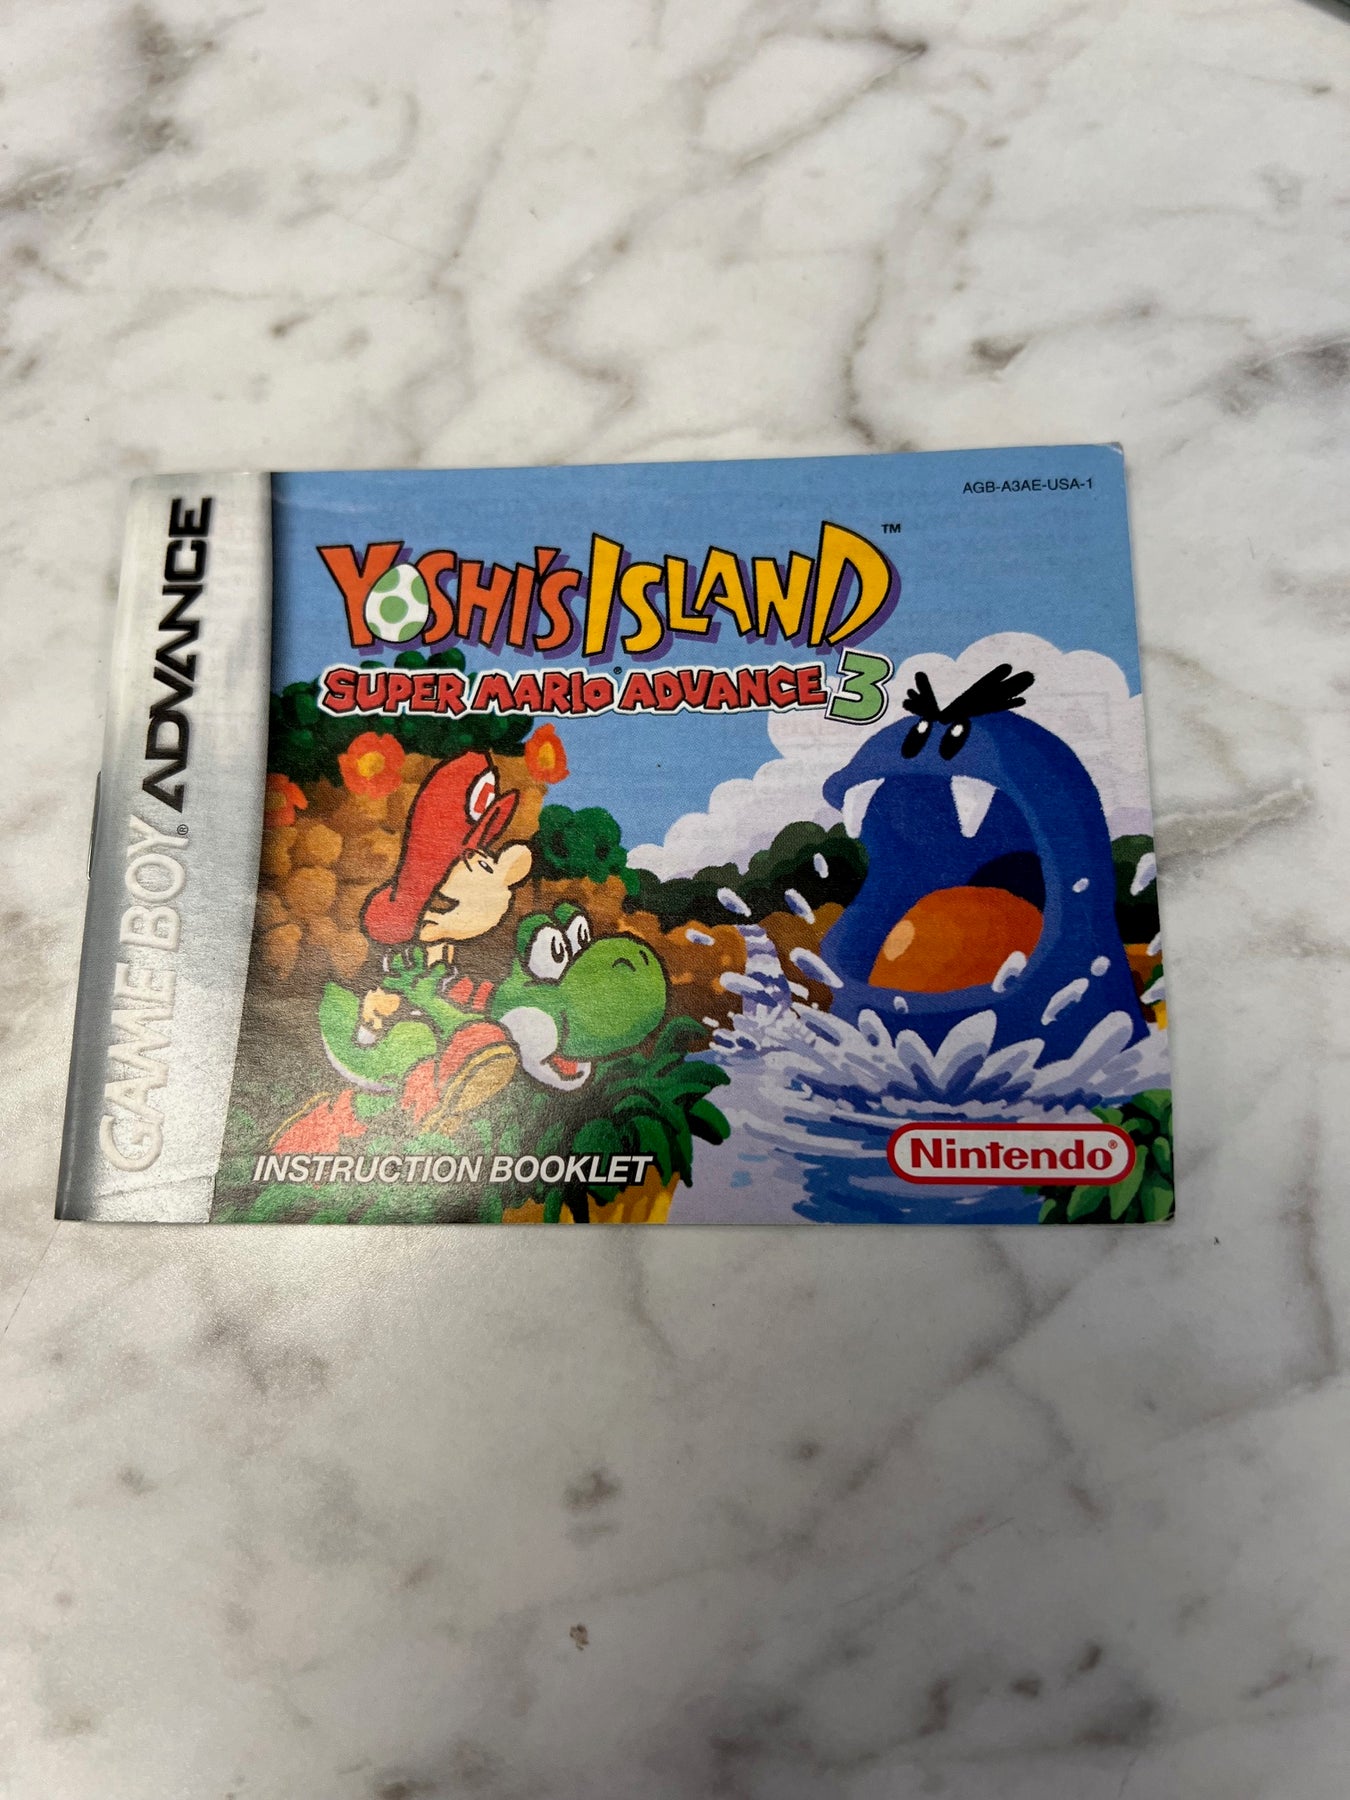 GAME BOY® ADVANCE
AGB-A3AE-USA-1
YOSHI'S ISLAND™
SUPER MARIO® ADVANCE 3
INSTRUCTION BOOKLET
Nintendo®